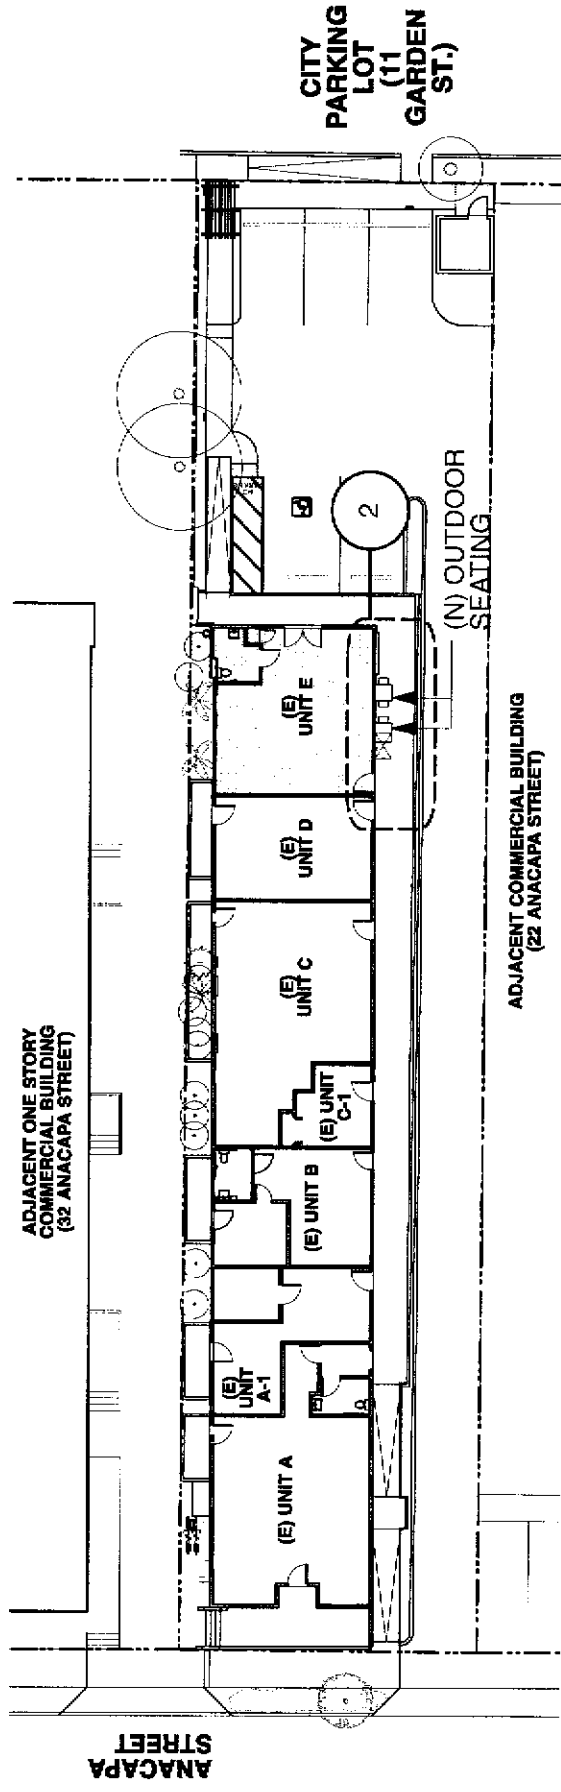 CITY
PARKING
LOT
(11
GARDEN
ST.)
2
(N) OUTDOOR
SEATING
(E)
UNIT E
(E)
UNIT D
(E)
UNIT C
(E) UNIT
C-1
(E) UNIT B
(E)
UNIT
A-1
(E) UNIT A
ADJACENT ONE STORY
COMMERCIAL BUILDING
(32 ANACAPA STREET)
ADJACENT COMMERCIAL BUILDING
(22 ANACAPA STREET)
ANACAPA
STREET